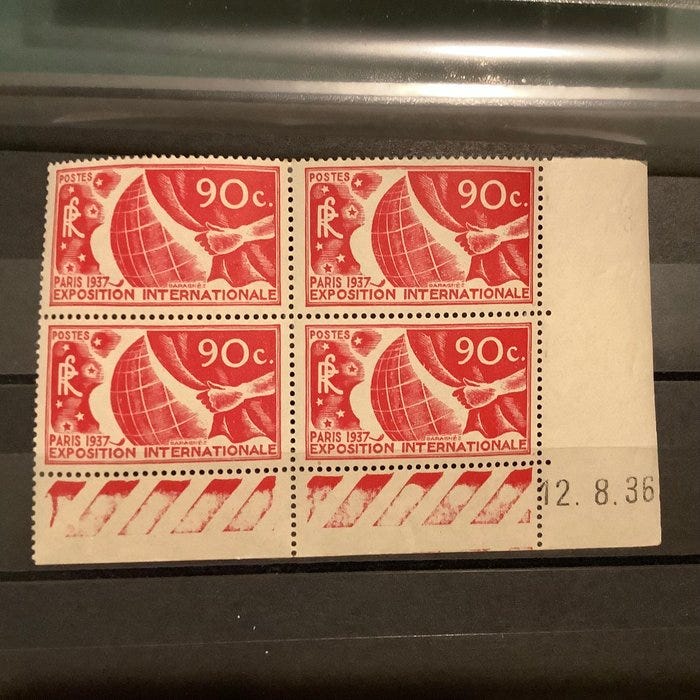 POSTES
90c.
RF
PARIS 1937
BARAGNÉS
EXPOSITION INTERNATIONALE
POSTES
90c.
RF
PARIS 1937
EXPOSITION INTERNATIONALE
POSTES
90c.
RF
PARIS 1937
EXPOSITION INTERNATIONALE
POSTES
90c.
RF
PARIS 1937
EXPOSITION INTERNATIONALE
12.8.36